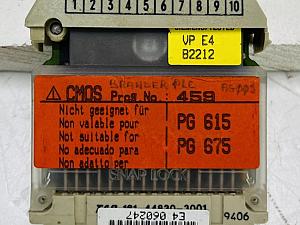 1 2 3 4 5 6 7 8 9 10
VP E4
B2212
⚠ CMOS Prog.No.: 459
Nicht geeignet für
Non valable pour
Not suitable for
No adecuado para
Non adatto per
PG 615
PG 675
SNAP LOCK
E4 060247
9406